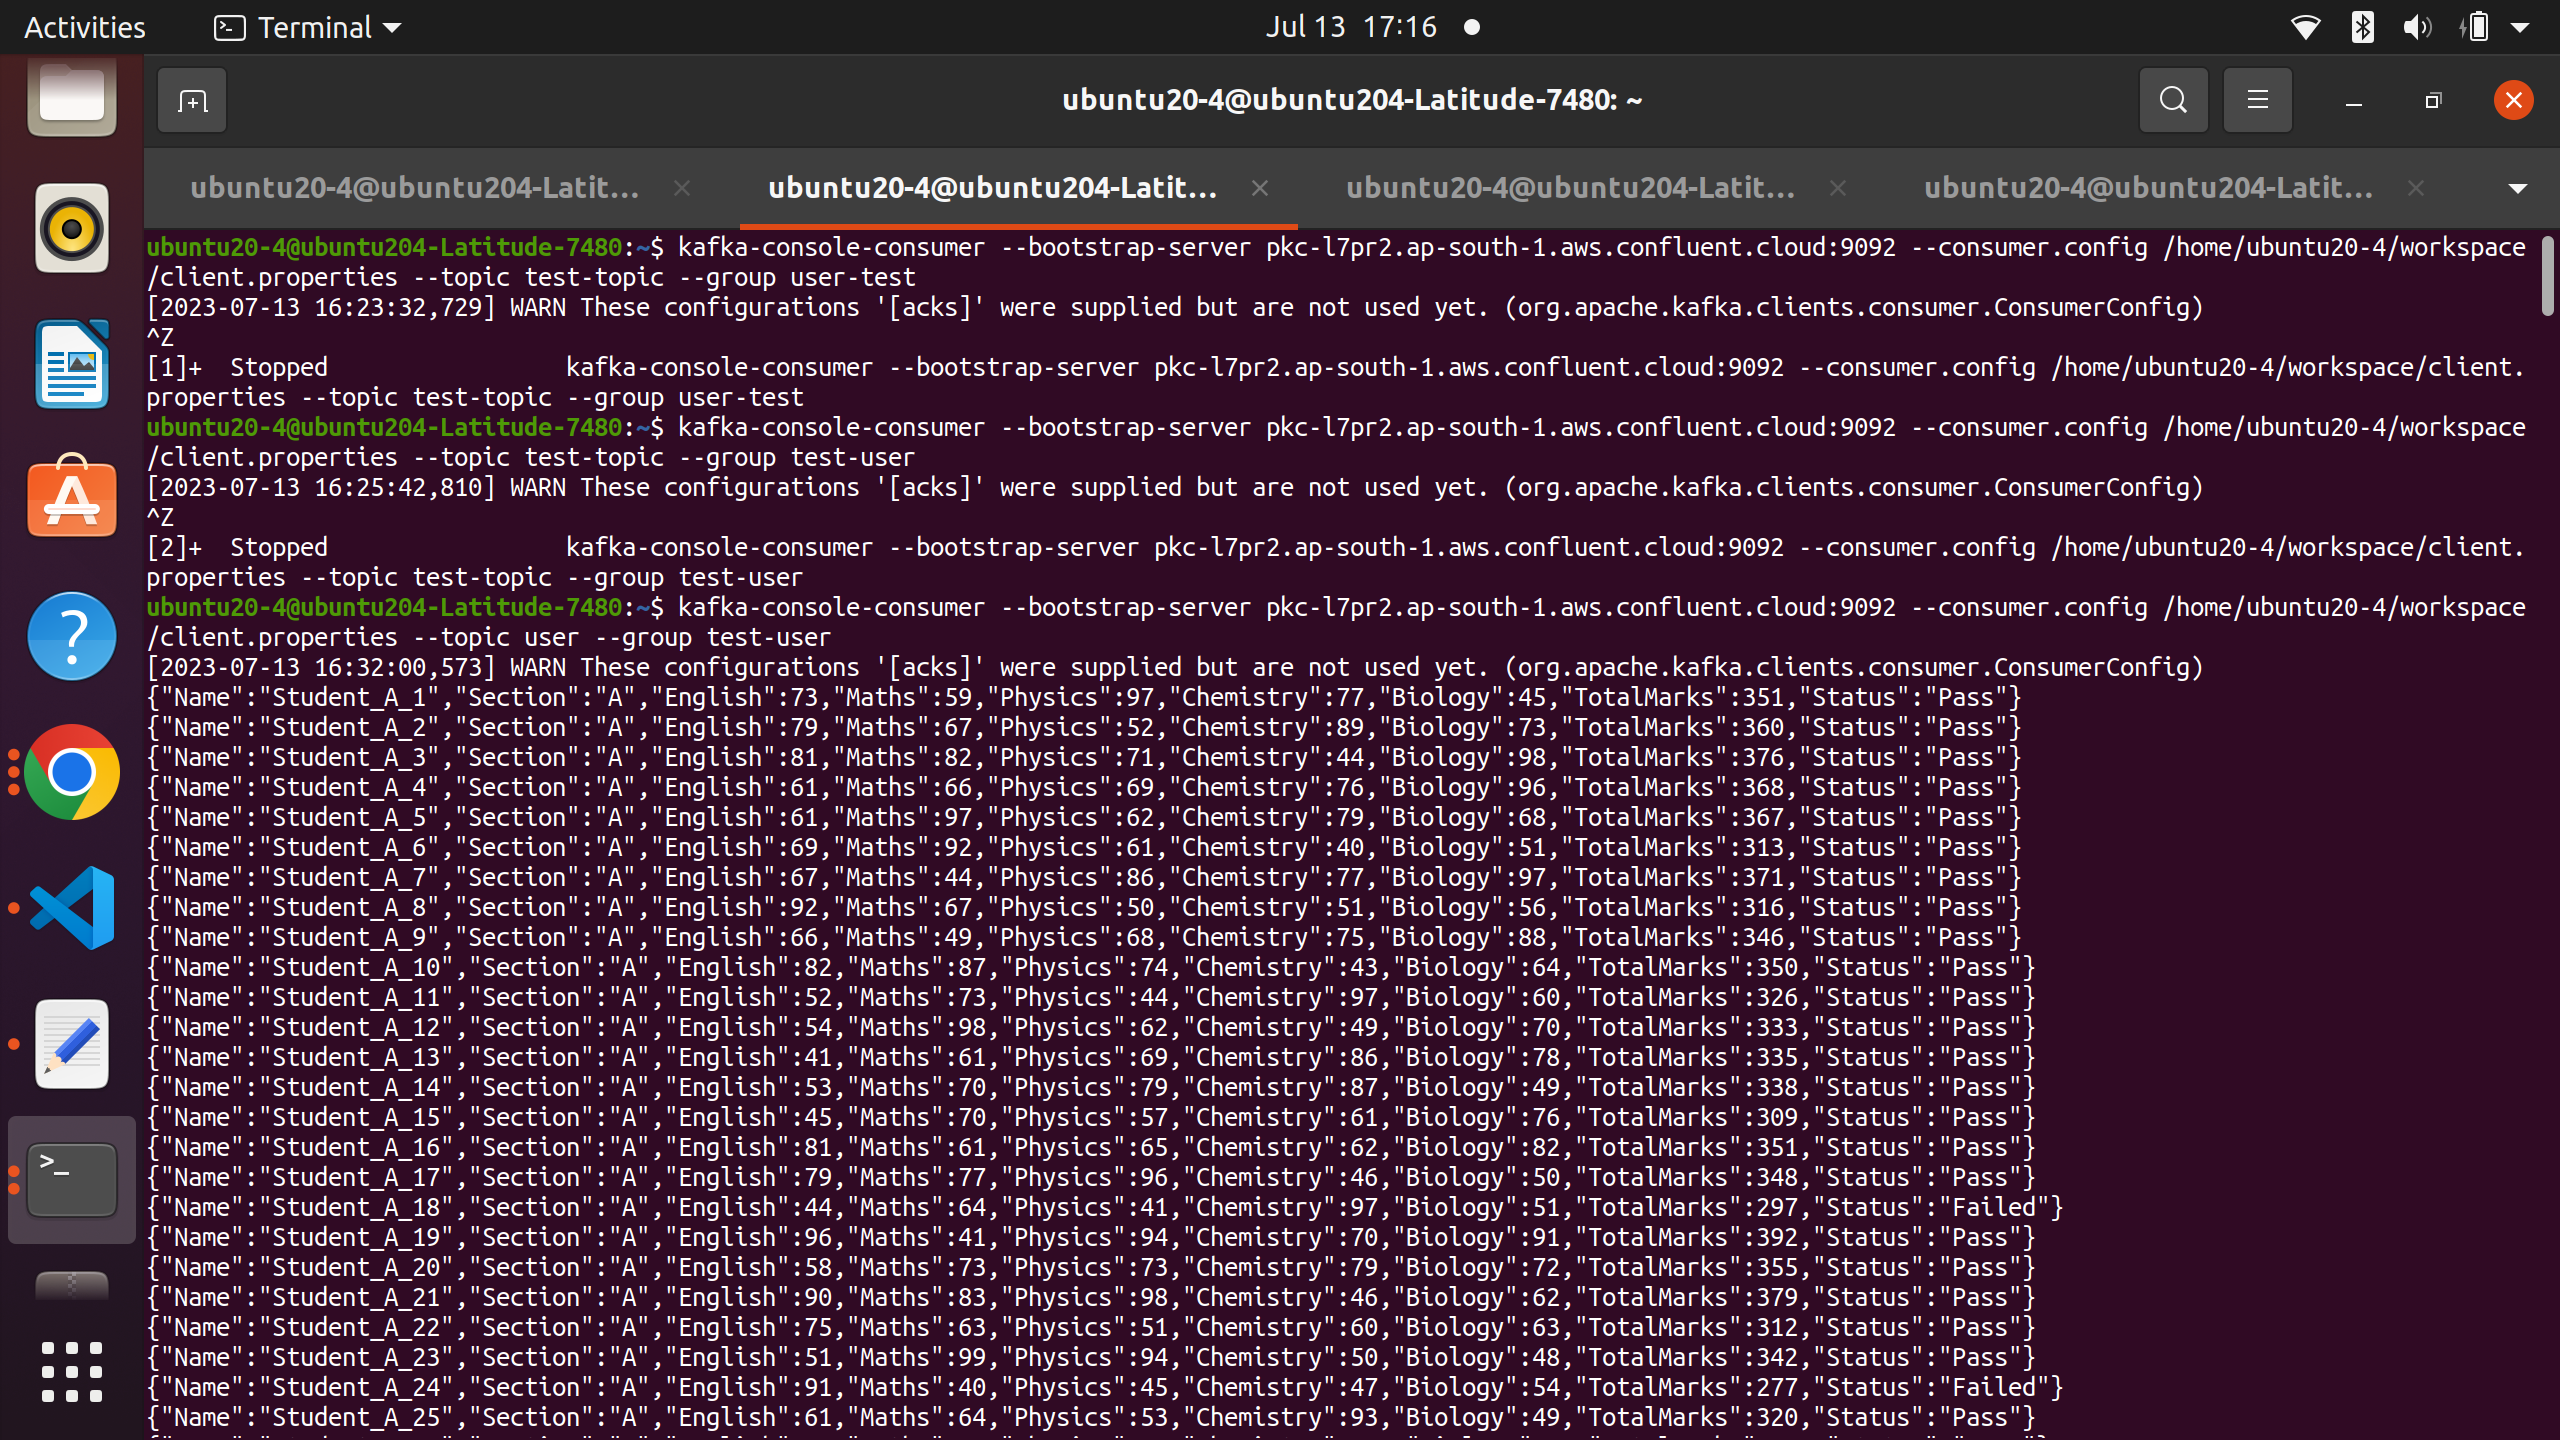 Activities
Terminal
Jul 13 17:16
ubuntu20-4@ubuntu204-Latitude-7480: ~
ubuntu20-4@ubuntu204-Latit...
ubuntu20-4@ubuntu204-Latit...
ubuntu20-4@ubuntu204-Latit...
ubuntu20-4@ubuntu204-Latit...
ubuntu20-4@ubuntu204-Latitude-7480:~$ kafka-console-consumer --bootstrap-server pkc-l7pr2.ap-south-1.aws.confluent.cloud:9092 --consumer.config /home/ubuntu20-4/workspace
/client.properties --topic test-topic --group user-test
[2023-07-13 16:23:32,729] WARN These configurations '[acks]' were supplied but are not used yet. (org.apache.kafka.clients.consumer.ConsumerConfig)
^Z
[1]+  Stopped                 kafka-console-consumer --bootstrap-server pkc-l7pr2.ap-south-1.aws.confluent.cloud:9092 --consumer.config /home/ubuntu20-4/workspace/client.
properties --topic test-topic --group user-test
ubuntu20-4@ubuntu204-Latitude-7480:~$ kafka-console-consumer --bootstrap-server pkc-l7pr2.ap-south-1.aws.confluent.cloud:9092 --consumer.config /home/ubuntu20-4/workspace
/client.properties --topic test-topic --group test-user
[2023-07-13 16:25:42,810] WARN These configurations '[acks]' were supplied but are not used yet. (org.apache.kafka.clients.consumer.ConsumerConfig)
^Z
[2]+  Stopped                 kafka-console-consumer --bootstrap-server pkc-l7pr2.ap-south-1.aws.confluent.cloud:9092 --consumer.config /home/ubuntu20-4/workspace/client.
properties --topic test-topic --group test-user
ubuntu20-4@ubuntu204-Latitude-7480:~$ kafka-console-consumer --bootstrap-server pkc-l7pr2.ap-south-1.aws.confluent.cloud:9092 --consumer.config /home/ubuntu20-4/workspace
/client.properties --topic user --group test-user
[2023-07-13 16:32:00,573] WARN These configurations '[acks]' were supplied but are not used yet. (org.apache.kafka.clients.consumer.ConsumerConfig)
{"Name":"Student_A_1","Section":"A","English":73,"Maths":59,"Physics":97,"Chemistry":77,"Biology":45,"TotalMarks":351,"Status":"Pass"}
{"Name":"Student_A_2","Section":"A","English":79,"Maths":67,"Physics":52,"Chemistry":89,"Biology":73,"TotalMarks":360,"Status":"Pass"}
{"Name":"Student_A_3","Section":"A","English":81,"Maths":82,"Physics":71,"Chemistry":44,"Biology":98,"TotalMarks":376,"Status":"Pass"}
{"Name":"Student_A_4","Section":"A","English":61,"Maths":66,"Physics":69,"Chemistry":76,"Biology":96,"TotalMarks":368,"Status":"Pass"}
{"Name":"Student_A_5","Section":"A","English":61,"Maths":97,"Physics":62,"Chemistry":79,"Biology":68,"TotalMarks":367,"Status":"Pass"}
{"Name":"Student_A_6","Section":"A","English":69,"Maths":92,"Physics":61,"Chemistry":40,"Biology":51,"TotalMarks":313,"Status":"Pass"}
{"Name":"Student_A_7","Section":"A","English":67,"Maths":44,"Physics":86,"Chemistry":77,"Biology":97,"TotalMarks":371,"Status":"Pass"}
{"Name":"Student_A_8","Section":"A","English":92,"Maths":67,"Physics":50,"Chemistry":51,"Biology":56,"TotalMarks":316,"Status":"Pass"}
{"Name":"Student_A_9","Section":"A","English":66,"Maths":49,"Physics":68,"Chemistry":75,"Biology":88,"TotalMarks":346,"Status":"Pass"}
{"Name":"Student_A_10","Section":"A","English":82,"Maths":87,"Physics":74,"Chemistry":43,"Biology":64,"TotalMarks":350,"Status":"Pass"}
{"Name":"Student_A_11","Section":"A","English":52,"Maths":73,"Physics":44,"Chemistry":97,"Biology":60,"TotalMarks":326,"Status":"Pass"}
{"Name":"Student_A_12","Section":"A","English":54,"Maths":98,"Physics":62,"Chemistry":49,"Biology":70,"TotalMarks":333,"Status":"Pass"}
{"Name":"Student_A_13","Section":"A","English":41,"Maths":61,"Physics":69,"Chemistry":86,"Biology":78,"TotalMarks":335,"Status":"Pass"}
{"Name":"Student_A_14","Section":"A","English":53,"Maths":70,"Physics":79,"Chemistry":87,"Biology":49,"TotalMarks":338,"Status":"Pass"}
{"Name":"Student_A_15","Section":"A","English":45,"Maths":70,"Physics":57,"Chemistry":61,"Biology":76,"TotalMarks":309,"Status":"Pass"}
{"Name":"Student_A_16","Section":"A","English":81,"Maths":61,"Physics":65,"Chemistry":62,"Biology":82,"TotalMarks":351,"Status":"Pass"}
{"Name":"Student_A_17","Section":"A","English":79,"Maths":77,"Physics":96,"Chemistry":46,"Biology":50,"TotalMarks":348,"Status":"Pass"}
{"Name":"Student_A_18","Section":"A","English":44,"Maths":64,"Physics":41,"Chemistry":97,"Biology":51,"TotalMarks":297,"Status":"Failed"}
{"Name":"Student_A_19","Section":"A","English":96,"Maths":41,"Physics":94,"Chemistry":70,"Biology":91,"TotalMarks":392,"Status":"Pass"}
{"Name":"Student_A_20","Section":"A","English":58,"Maths":73,"Physics":73,"Chemistry":79,"Biology":72,"TotalMarks":355,"Status":"Pass"}
{"Name":"Student_A_21","Section":"A","English":90,"Maths":83,"Physics":98,"Chemistry":46,"Biology":62,"TotalMarks":379,"Status":"Pass"}
{"Name":"Student_A_22","Section":"A","English":75,"Maths":63,"Physics":51,"Chemistry":60,"Biology":63,"TotalMarks":312,"Status":"Pass"}
{"Name":"Student_A_23","Section":"A","English":51,"Maths":99,"Physics":94,"Chemistry":50,"Biology":48,"TotalMarks":342,"Status":"Pass"}
{"Name":"Student_A_24","Section":"A","English":91,"Maths":40,"Physics":45,"Chemistry":47,"Biology":54,"TotalMarks":277,"Status":"Failed"}
{"Name":"Student_A_25","Section":"A","English":61,"Maths":64,"Physics":53,"Chemistry":93,"Biology":49,"TotalMarks":320,"Status":"Pass"}